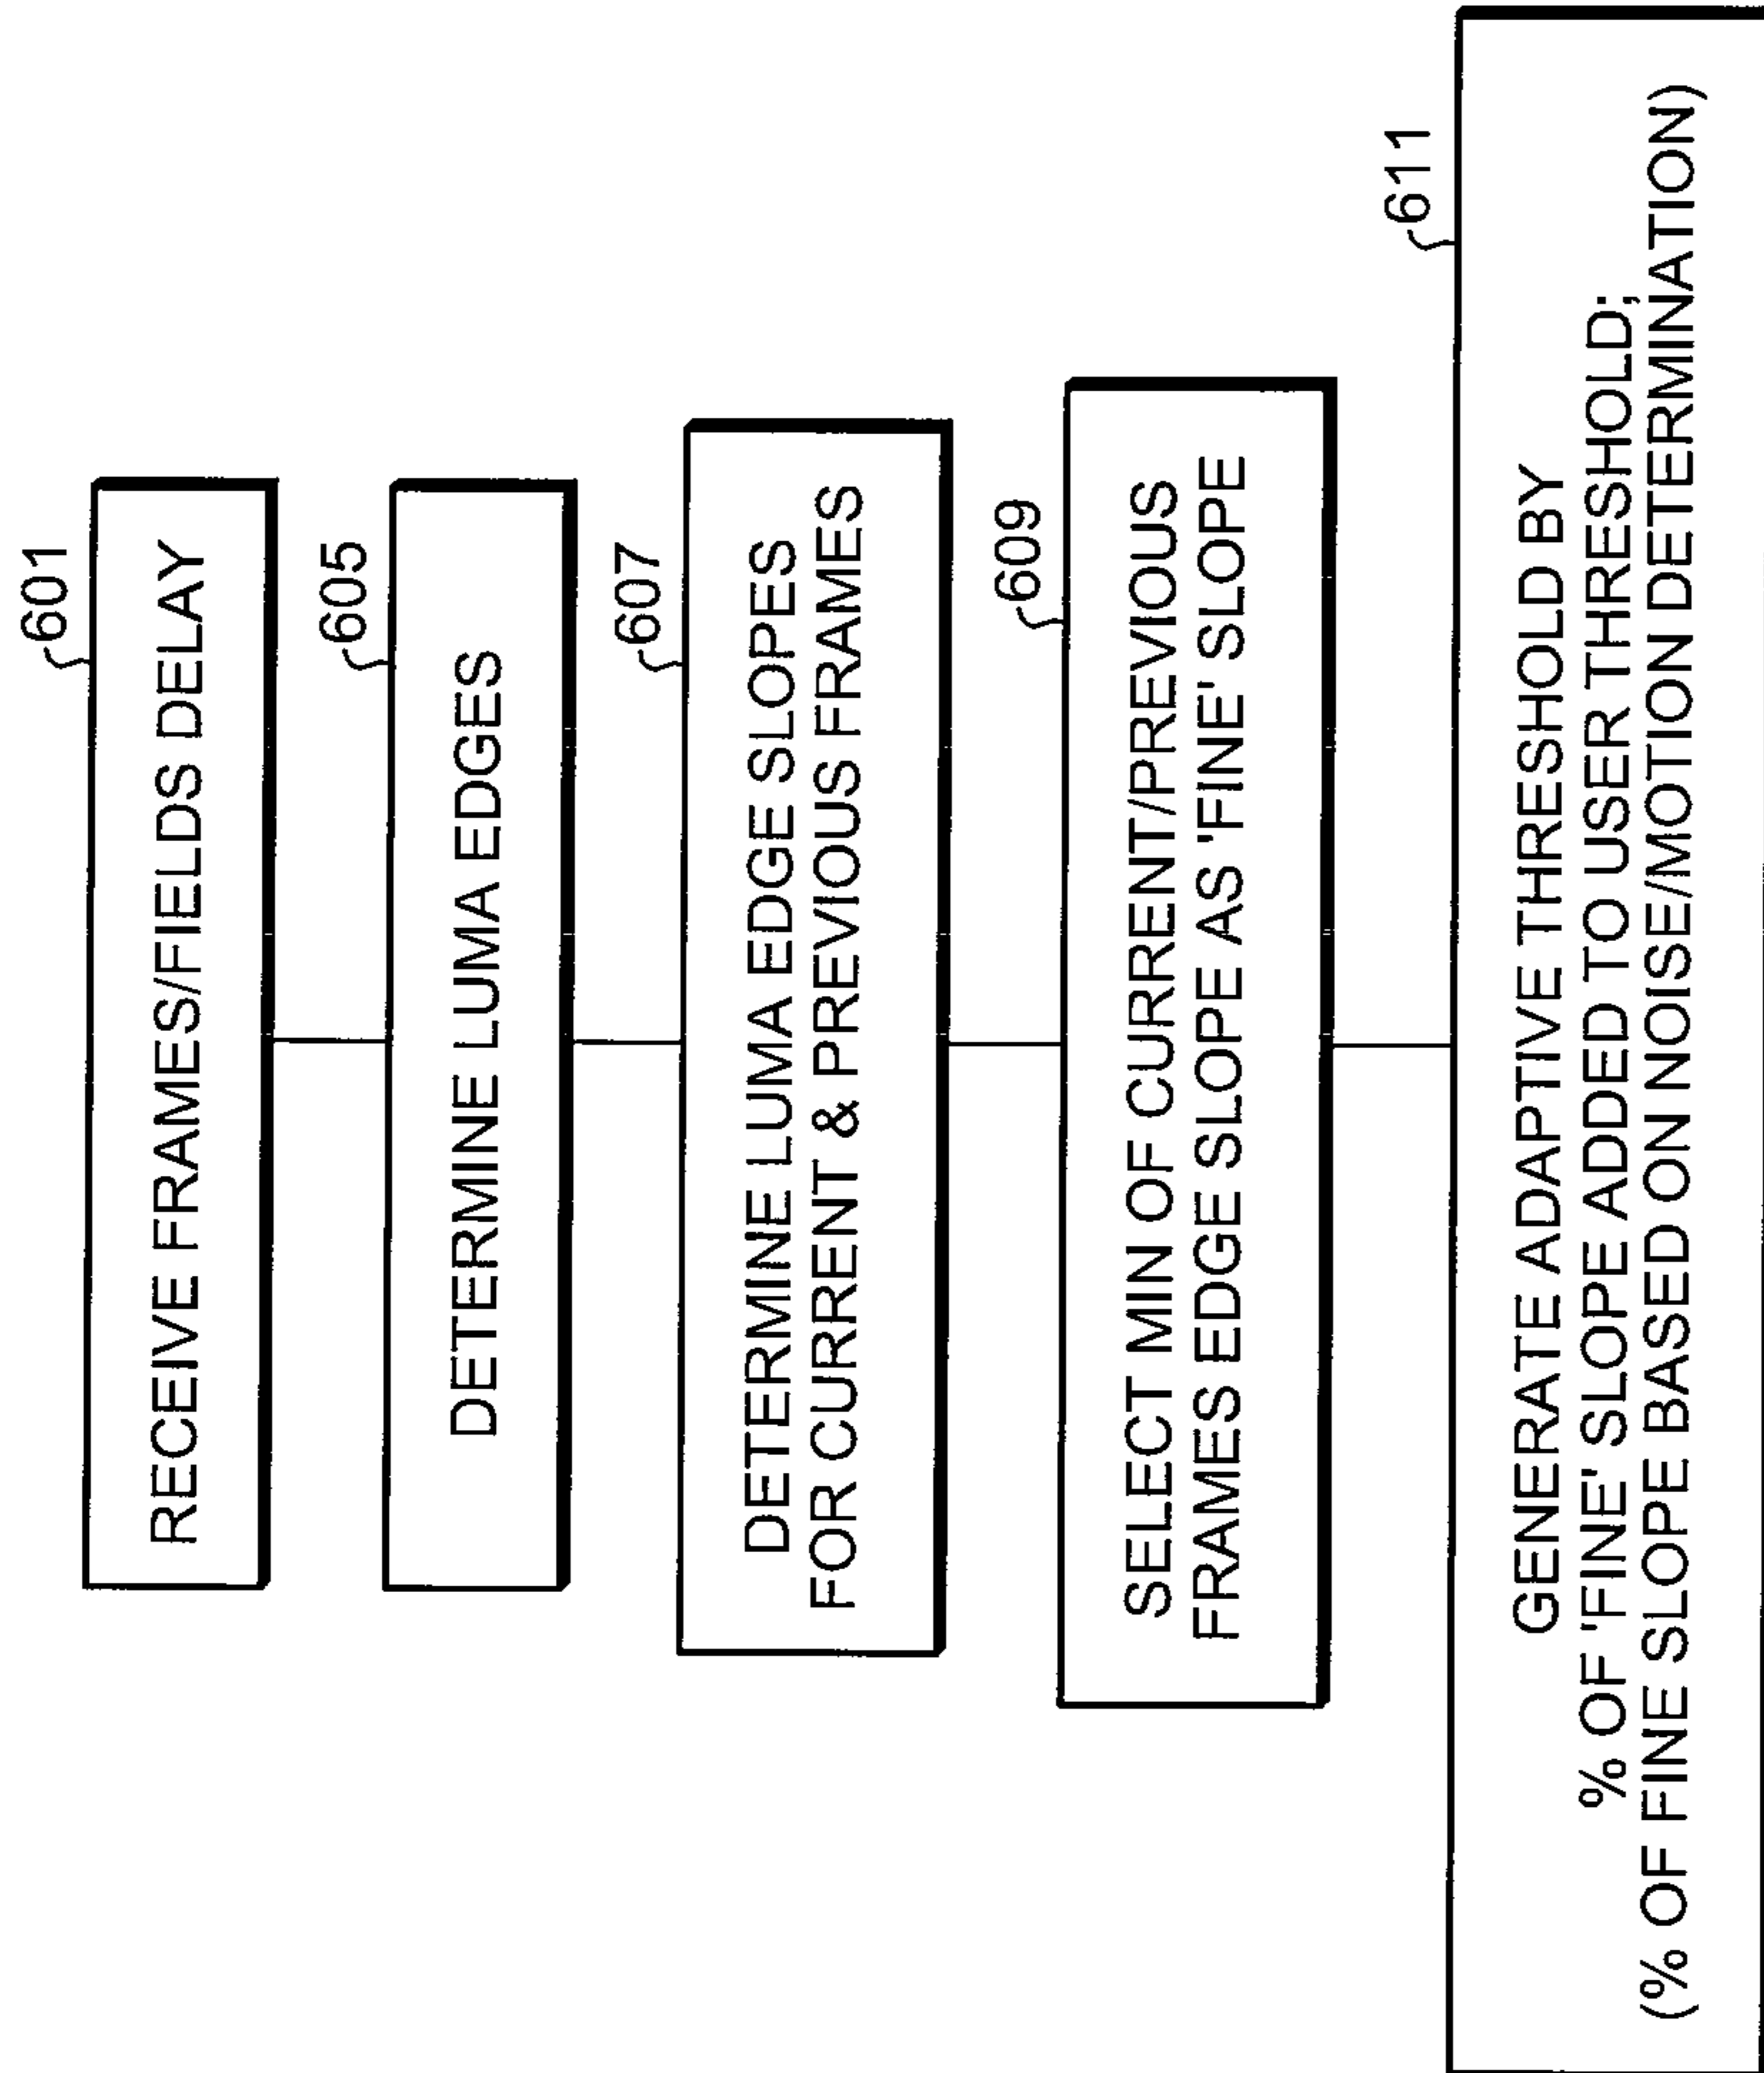 601
RECEIVE FRAMES/FIELDS DELAY
605
DETERMINE LUMA EDGES
607
DETERMINE LUMA EDGE SLOPES
FOR CURRENT & PREVIOUS FRAMES
609
SELECT MIN OF CURRENT/PREVIOUS
FRAMES EDGE SLOPE AS 'FINE' SLOPE
611
GENERATE ADAPTIVE THRESHOLD BY
% OF 'FINE' SLOPE ADDED TO USER THRESHOLD;
(% OF FINE SLOPE BASED ON NOISE/MOTION DETERMINATION)